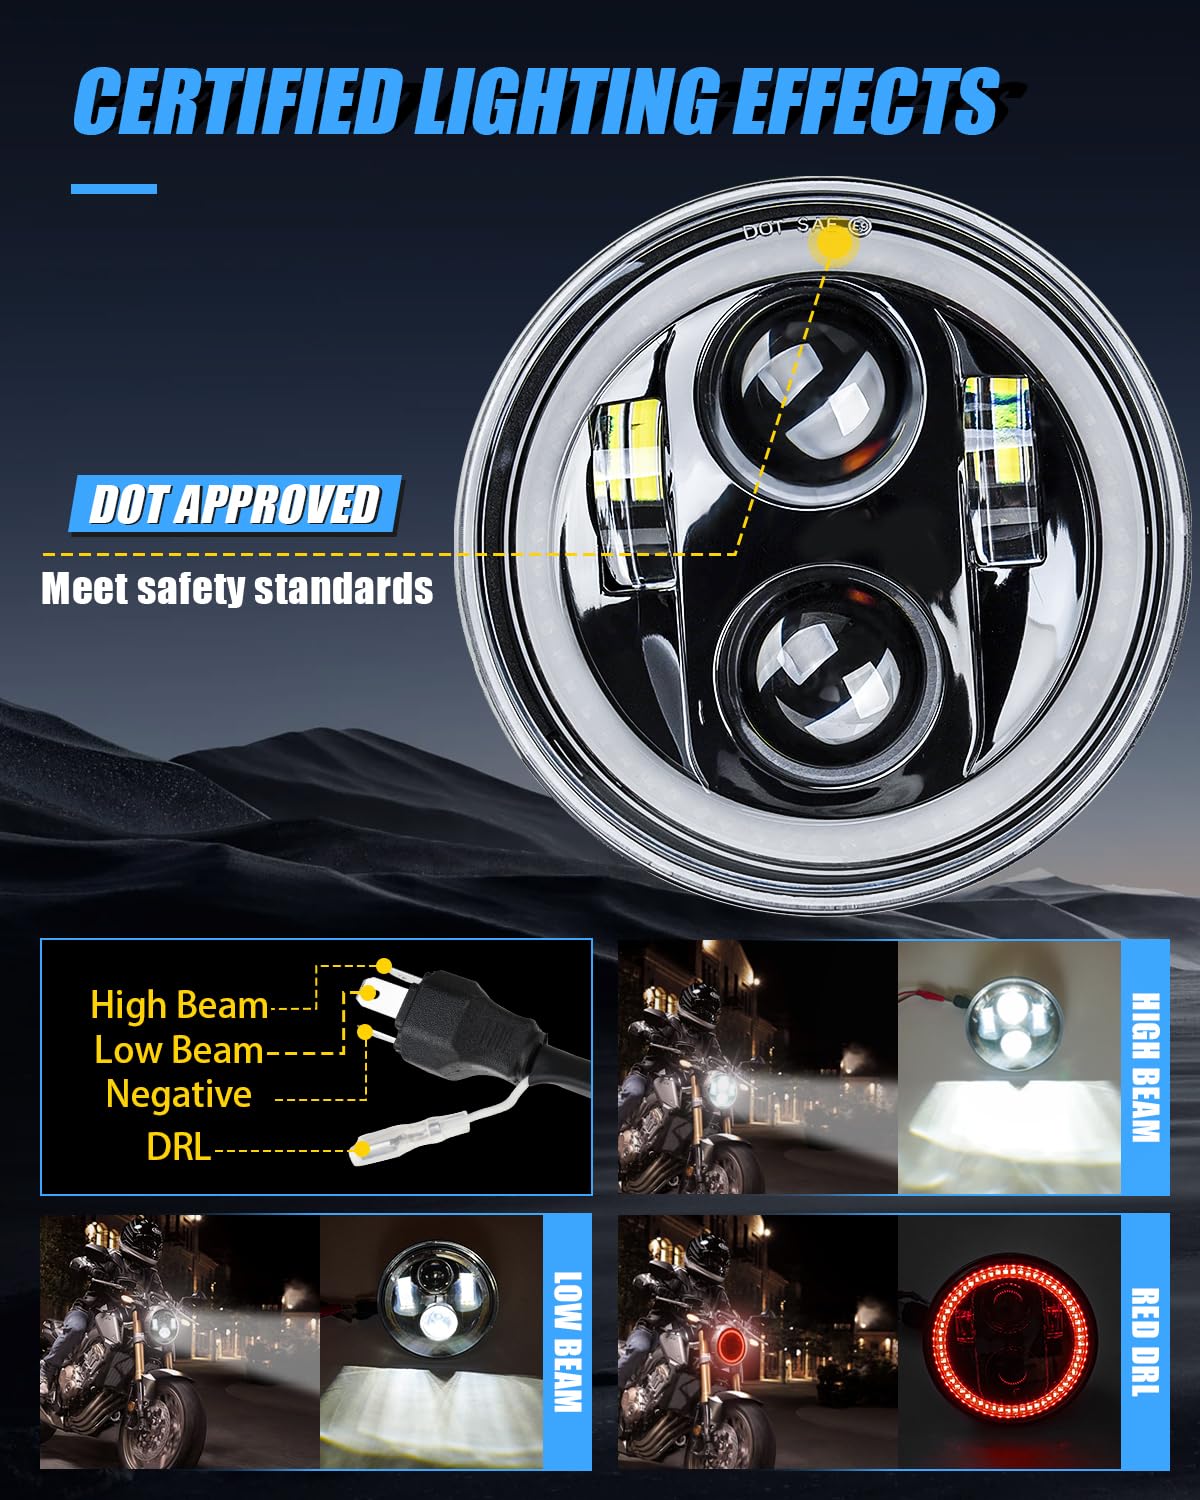 CERTIFIED LIGHTING EFFECTS
DOT SAE E9
DOT APPROVED
Meet safety standards
High Beam
Low Beam
Negative
DRL
HIGH BEAM
LOW BEAM
RED DRL